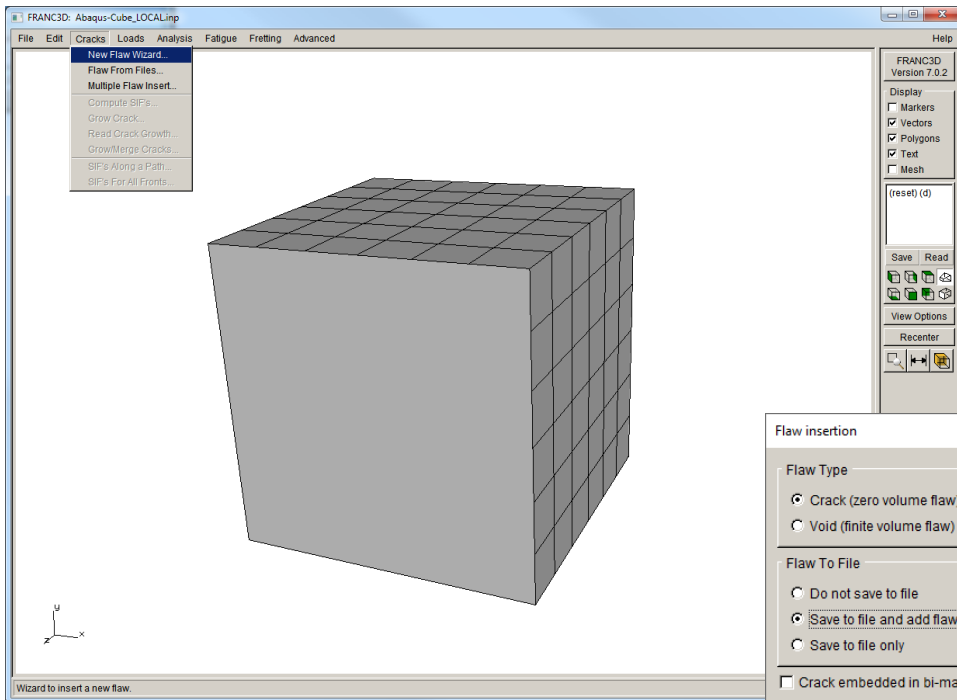 FRANC3D: Abaqus-Cube_LOCAL.inp
File Edit Cracks Loads Analysis Fatigue Fretting Advanced Help
New Flaw Wizard...
Flaw From Files...
Multiple Flaw Insert...
Compute SIF's...
Grow Crack...
Read Crack Growth...
Grow/Merge Cracks...
SIF's Along a Path...
SIF's For All Fronts...
FRANC3D
Version 7.0.2
Display
Markers
Vectors
Polygons
Text
Mesh
(reset) (d)
Save Read
View Options
Recenter
Flaw insertion
Flaw Type
Crack (zero volume flaw)
Void (finite volume flaw)
Flaw To File
Do not save to file
Save to file and add flaw
Save to file only
Crack embedded in bi-ma
y
x
z
Wizard to insert a new flaw.